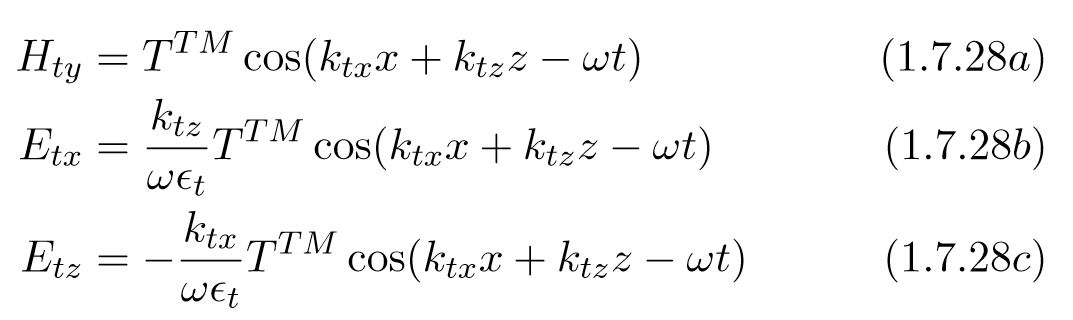 $H_{ty} = T^{TM} \cos(k_{tx}x + k_{tz}z - \omega t)$ (1.7.28a)
$E_{tx} = \frac{k_{tz}}{\omega\epsilon_t} T^{TM} \cos(k_{tx}x + k_{tz}z - \omega t)$ (1.7.28b)
$E_{tz} = -\frac{k_{tx}}{\omega\epsilon_t} T^{TM} \cos(k_{tx}x + k_{tz}z - \omega t)$ (1.7.28c)